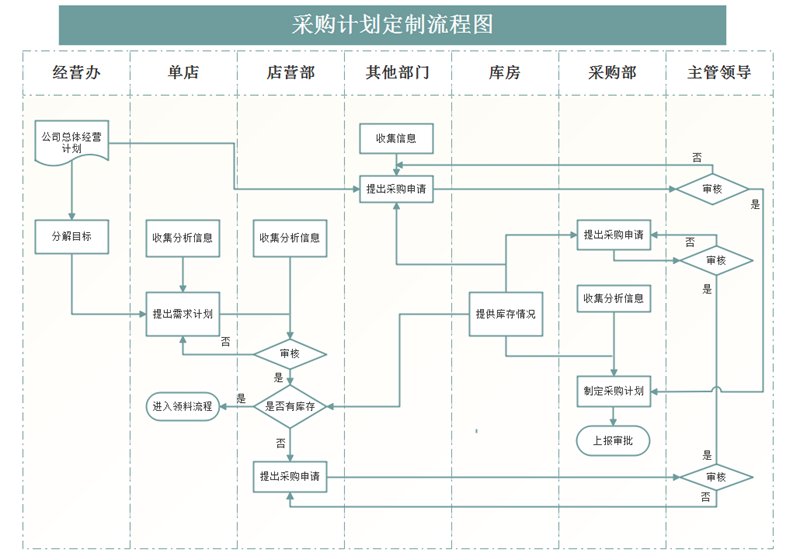 采购计划定制流程图
经营办 单店 店营部 其他部门 库房 采购部 主管领导
公司总体经营
计划
收集信息
否
提出采购申请
审核
是
分解目标
收集分析信息
收集分析信息
提出采购申请
否
审核
是
收集分析信息
提出需求计划
提供库存情况
否
审核
是
制定采购计划
进入领料流程
是
是否有库存
上报审批
否
提出采购申请
是
审核
否